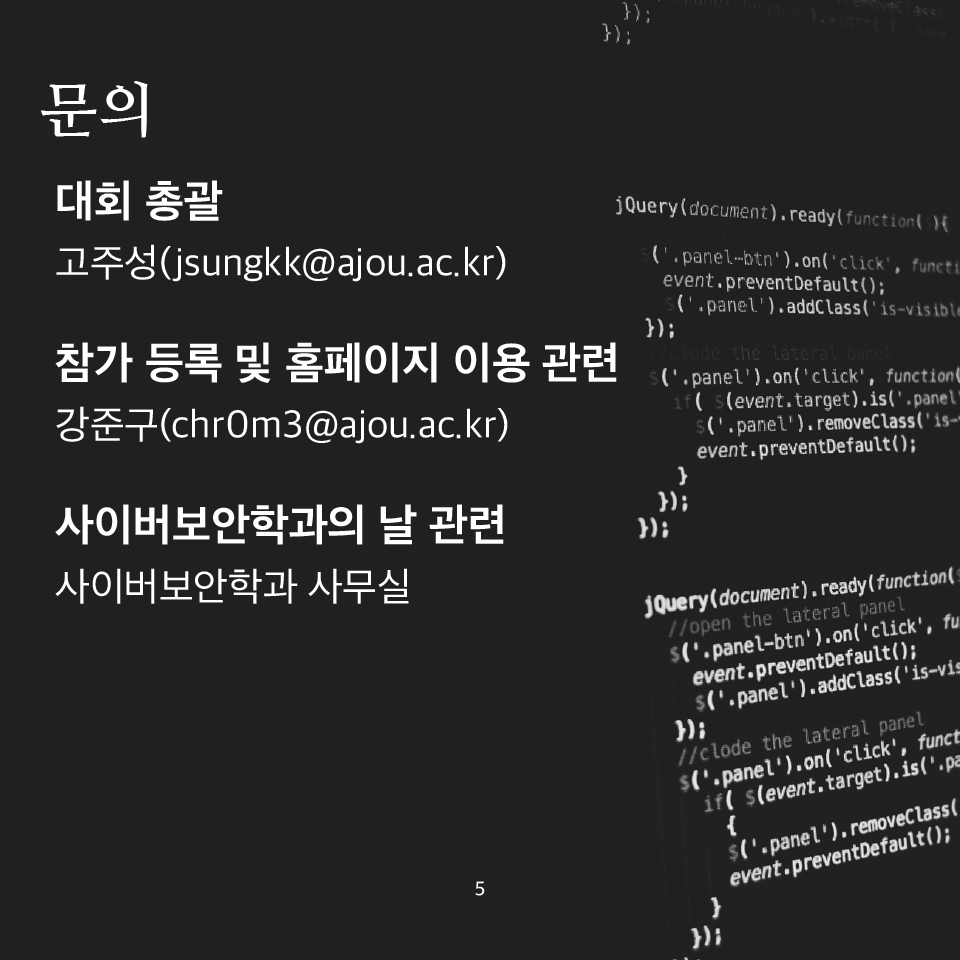 문의
대회 총괄
고주성(jsungkk@ajou.ac.kr)
참가 등록 및 홈페이지 이용 관련
강준구(chr0m3@ajou.ac.kr)
사이버보안학과의 날 관련
사이버보안학과 사무실
});
});
jQuery(document).ready(function( ){
$('.panel-btn').on('click',
event.preventDefault();
$('.panel').addClass('is-visible
});
//clode the lateral panel
$('.panel').on('click', function(
if( $(event.target).is('.panel'
$('.panel').removeClass('is-
event.preventDefault();
}
});
});
jQuery(document).ready(function(
//open the lateral panel
$('.panel-btn').on('click',
event.preventDefault();
$('.panel').addClass('is-vis
});
//clode the lateral panel
$('.panel').on('click',
if( $(event.target).is('.pa
{
$('.panel').removeClass(
event.preventDefault();
}
});
5